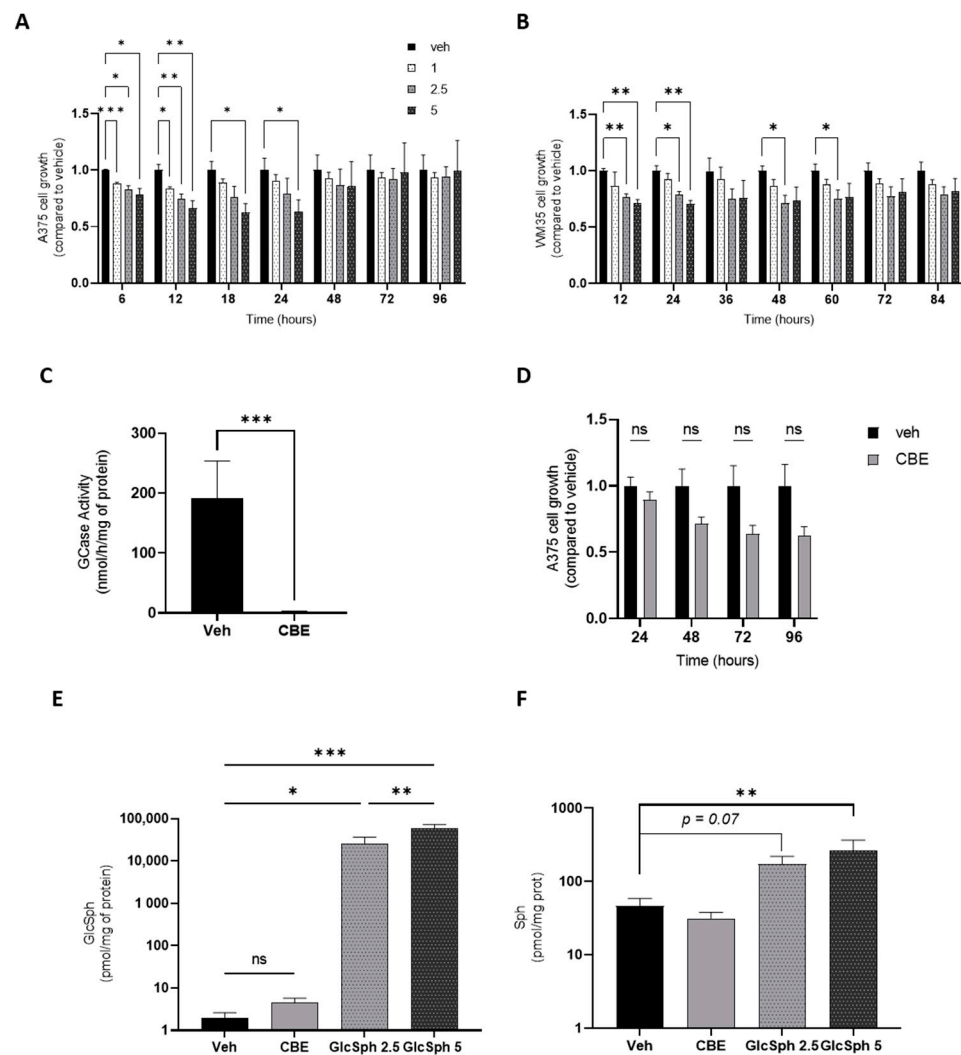 A
B
* * *
* * * *
* * * * * *
veh
1
2.5
5
A375 cell growth
(compared to vehicle)
1.5
1.0
0.5
0.0
6 12 18 24 48 72 96
Time (hours)
** **
** * * *
WM35 cell growth
(compared to vehicle)
1.5
1.0
0.5
0.0
12 24 36 48 60 72 84
Time (hours)
C
***
GCase Activity
(nmol/h/mg of protein)
300
200
100
0
Veh CBE
D
ns ns ns ns
veh
CBE
A375 cell growth
(compared to vehicle)
1.5
1.0
0.5
0.0
24 48 72 96
Time (hours)
E
***
* **
ns
GlcSph
(pmol/mg of protein)
100,000
10,000
1 000
100
10
1
Veh CBE GlcSph 2.5 GlcSph 5
F
**
p = 0.07
Sph
(pmol/mg prot)
1000
100
10
1
Veh CBE GlcSph 2.5 GlcSph 5